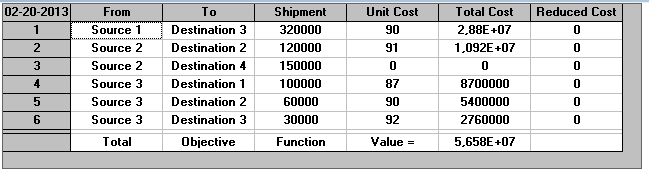 02-20-2013 From To Shipment Unit Cost Total Cost Reduced Cost
1 Source 1 Destination 3 320000 90 2,88E+07 0
2 Source 2 Destination 2 120000 91 1,092E+07 0
3 Source 2 Destination 4 150000 0 0 0
4 Source 3 Destination 1 100000 87 8700000 0
5 Source 3 Destination 2 60000 90 5400000 0
6 Source 3 Destination 3 30000 92 2760000 0
Total Objective Function Value = 5,658E+07